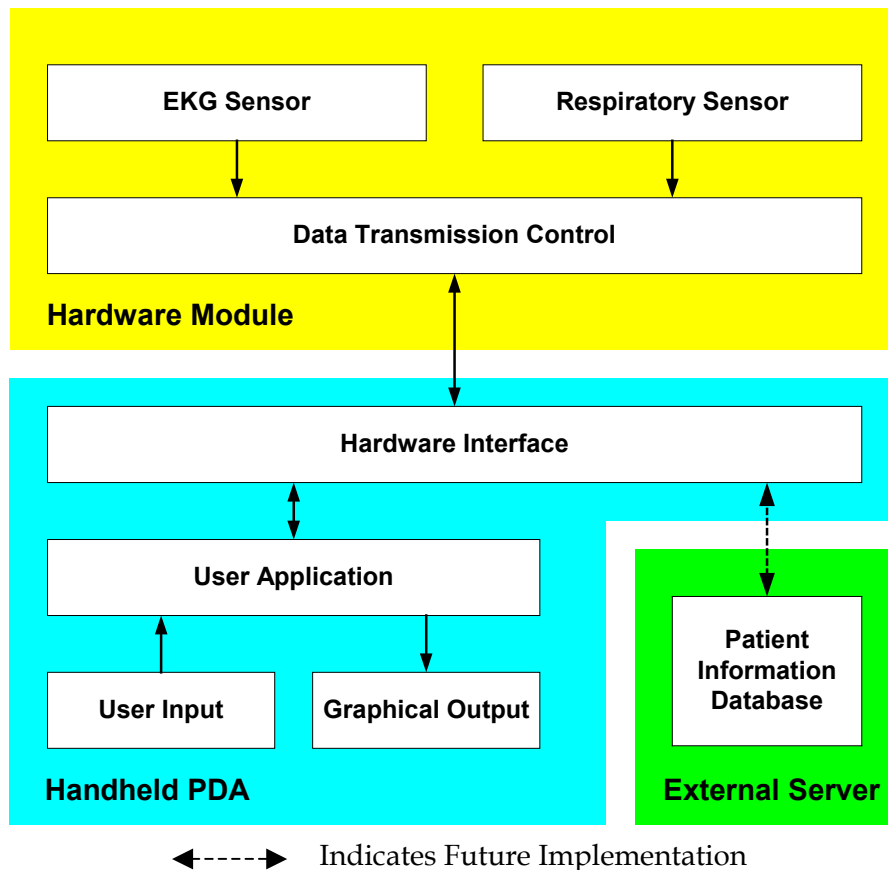 EKG Sensor
Respiratory Sensor
Data Transmission Control
Hardware Module
Hardware Interface
User Application
User Input
Graphical Output
Handheld PDA
Patient
Information
Database
External Server
Indicates Future Implementation